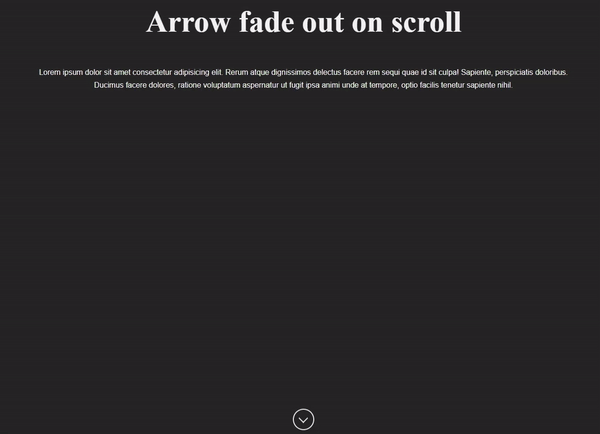 Arrow fade out on scroll
Lorem ipsum dolor sit amet consectetur adipisicing elit. Rerum atque dignissimos delectus facere rem sequi quae id sit culpa! Sapiente, perspiciatis doloribus.
Ducimus facere dolores, ratione voluptatum aspernatur ut fugit ipsa animi unde at tempore, optio facilis tenetur sapiente nihil.